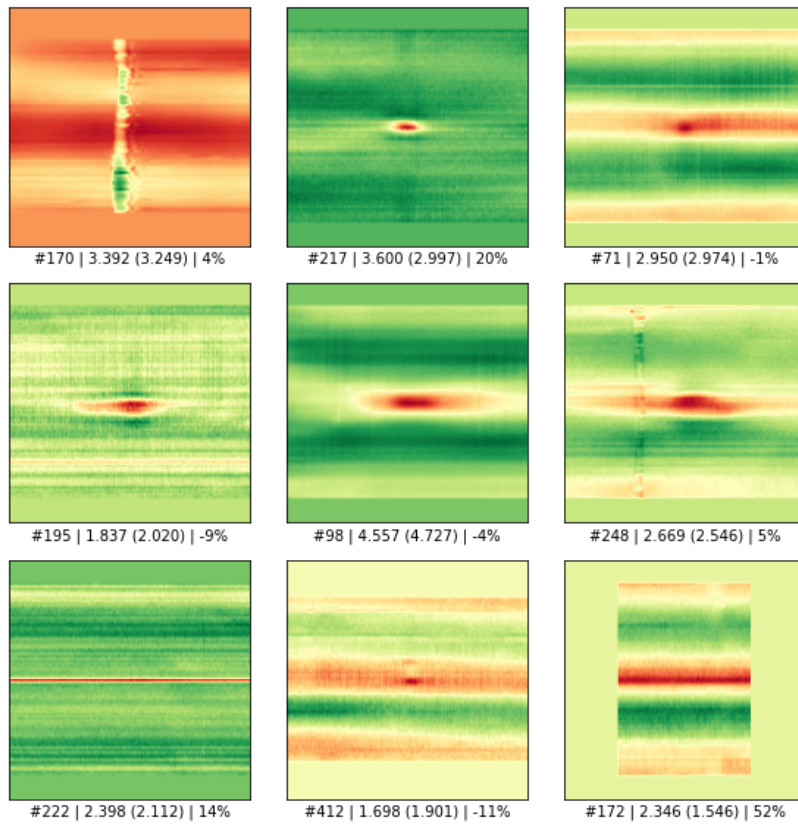 #170 | 3.392 (3.249) | 4%
#217 | 3.600 (2.997) | 20%
#71 | 2.950 (2.974) | -1%
#195 | 1.837 (2.020) | -9%
#98 | 4.557 (4.727) | -4%
#248 | 2.669 (2.546) | 5%
#222 | 2.398 (2.112) | 14%
#412 | 1.698 (1.901) | -11%
#172 | 2.346 (1.546) | 52%